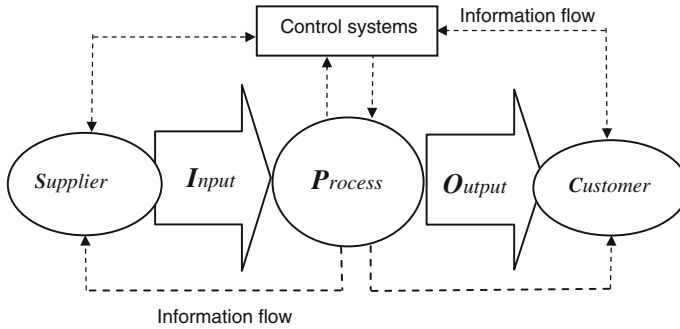 Control systems
Information flow
Supplier
Input
Process
Output
Customer
Information flow